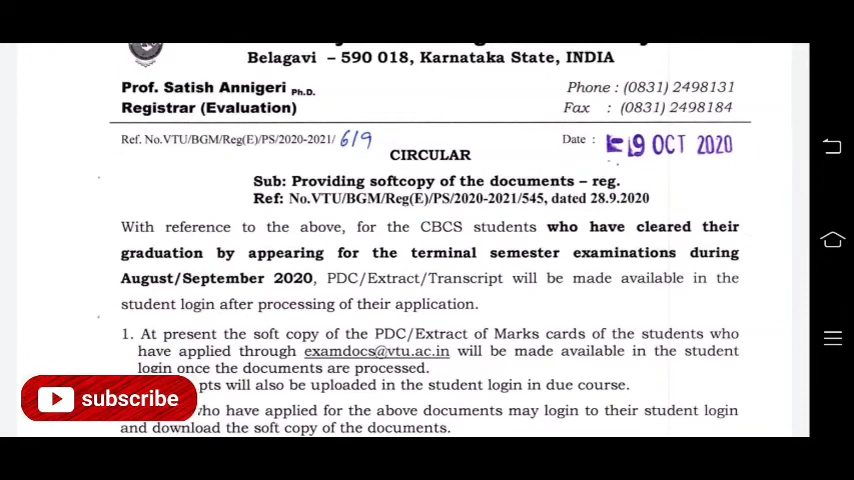 Belagavi – 590 018, Karnataka State, INDIA
Prof. Satish Annigeri Ph.D.
Registrar (Evaluation)
Phone : (0831) 2498131
Fax : (0831) 2498184
Ref. No.VTU/BGM/Reg(E)/PS/2020-2021/ 619
Date : 9 OCT 2020
CIRCULAR
Sub: Providing softcopy of the documents – reg.
Ref: No.VTU/BGM/Reg(E)/PS/2020-2021/545, dated 28.9.2020
With reference to the above, for the CBCS students who have cleared their
graduation by appearing for the terminal semester examinations during
August/September 2020, PDC/Extract/Transcript will be made available in the
student login after processing of their application.
1. At present the soft copy of the PDC/Extract of Marks cards of the students who
have applied through examdocs@vtu.ac.in will be made available in the student
login once the documents are processed.
pts will also be uploaded in the student login in due course.
who have applied for the above documents may login to their student login
and download the soft copy of the documents.
subscribe